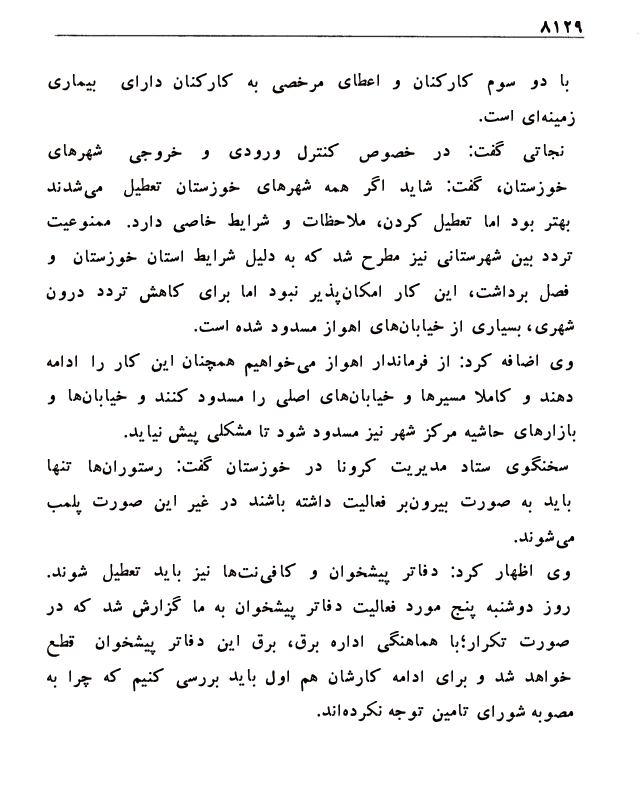 ۸۱۲۹
با دو سوم کارکنان و اعطای مرخصی به کارکنان دارای بیماری
زمینه‌ای است.
نجاتی گفت: در خصوص کنترل ورودی و خروجی شهرهای
خوزستان، گفت: شاید اگر همه شهرهای خوزستان تعطیل می‌شدند
بهتر بود اما تعطیل کردن، ملاحظات و شرایط خاصی دارد. ممنوعیت
تردد بین شهرستانی نیز مطرح شد که به دلیل شرایط استان خوزستان و
فصل برداشت، این کار امکان‌پذیر نبود اما برای کاهش تردد درون
شهری، بسیاری از خیابان‌های اهواز مسدود شده است.
وی اضافه کرد: از فرماندار اهواز می‌خواهیم همچنان این کار را ادامه
دهند و کاملا مسیرها و خیابان‌های اصلی را مسدود کنند و خیابان‌ها و
بازارهای حاشیه مرکز شهر نیز مسدود شود تا مشکلی پیش نیاید.
سخنگوی ستاد مدیریت کرونا در خوزستان گفت: رستوران‌ها تنها
باید به صورت بیرون‌بر فعالیت داشته باشند در غیر این صورت پلمب
می‌شوند.
وی اظهار کرد: دفاتر پیشخوان و کافی‌نت‌ها نیز باید تعطیل شوند.
روز دوشنبه پنج مورد فعالیت دفاتر پیشخوان به ما گزارش شد که در
صورت تکرار؛با هماهنگی اداره برق، برق این دفاتر پیشخوان قطع
خواهد شد و برای ادامه کارشان هم اول باید بررسی کنیم که چرا به
مصوبه شورای تامین توجه نکرده‌اند.